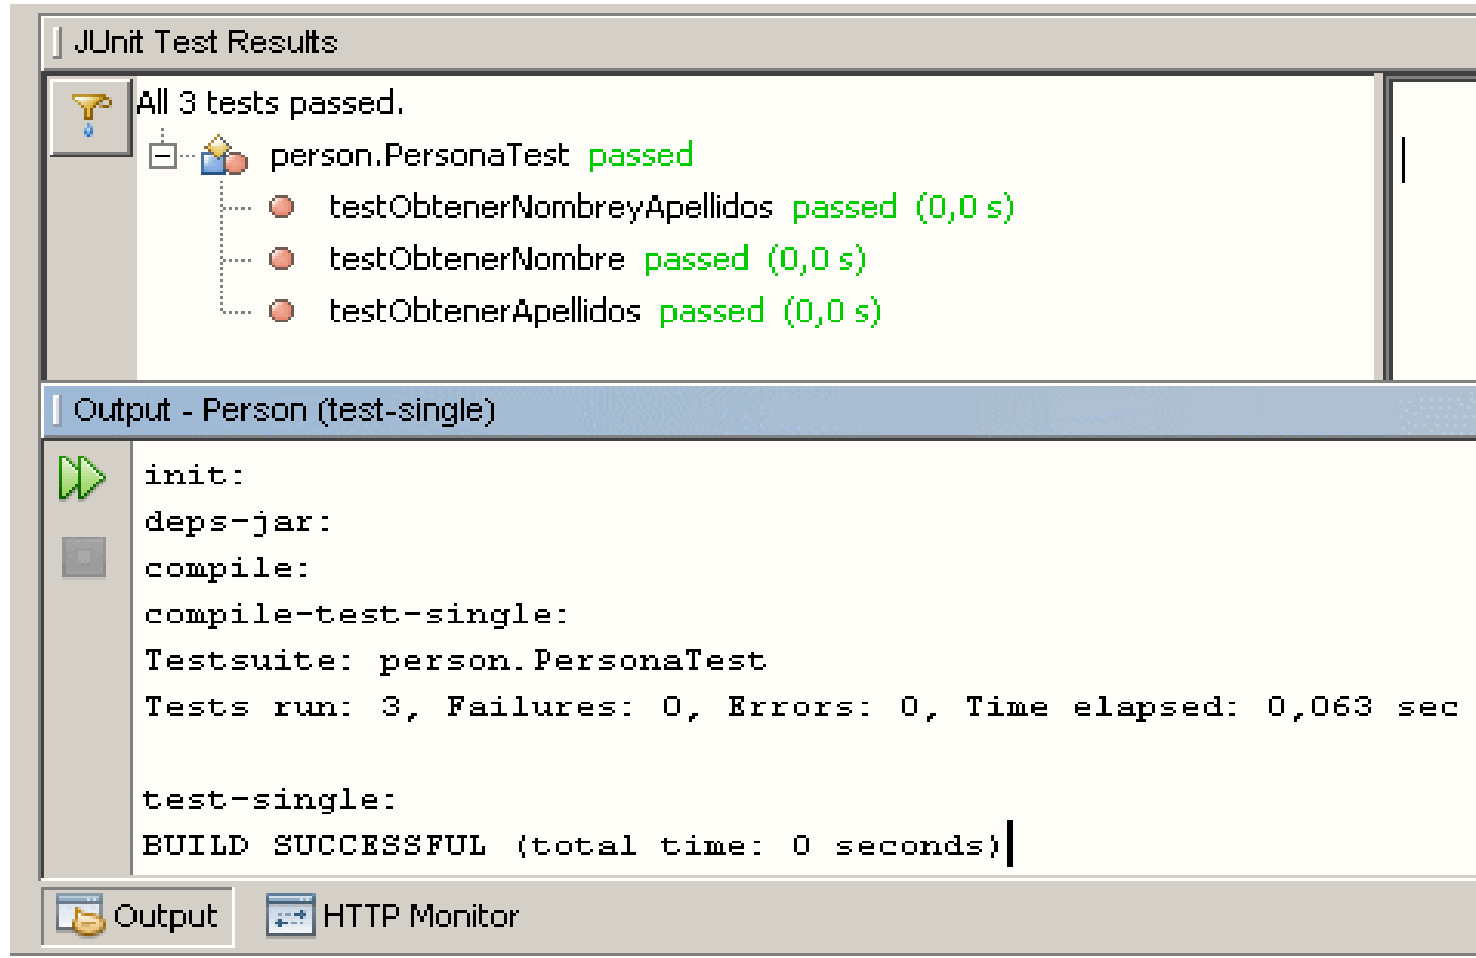 JUnit Test Results
All 3 tests passed.
person.PersonaTest passed
testObtenerNombreyApellidos passed (0,0 s)
testObtenerNombre passed (0,0 s)
testObtenerApellidos passed (0,0 s)
Output - Person (test-single)
init:
deps-jar:
compile:
compile-test-single:
Testsuite: person.PersonaTest
Tests run: 3, Failures: 0, Errors: 0, Time elapsed: 0,063 sec
test-single:
BUILD SUCCESSFUL (total time: 0 seconds)
Output HTTP Monitor